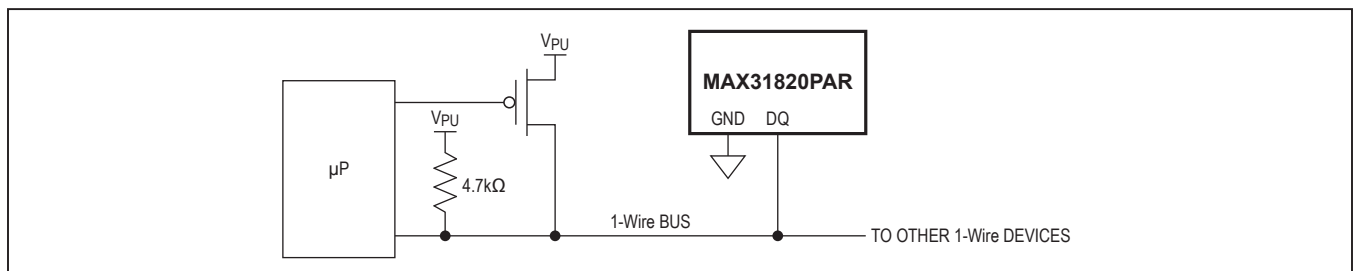 VPU
MAX31820PAR
GND DQ
VPU
µP
4.7kΩ
1-Wire BUS
TO OTHER 1-Wire DEVICES